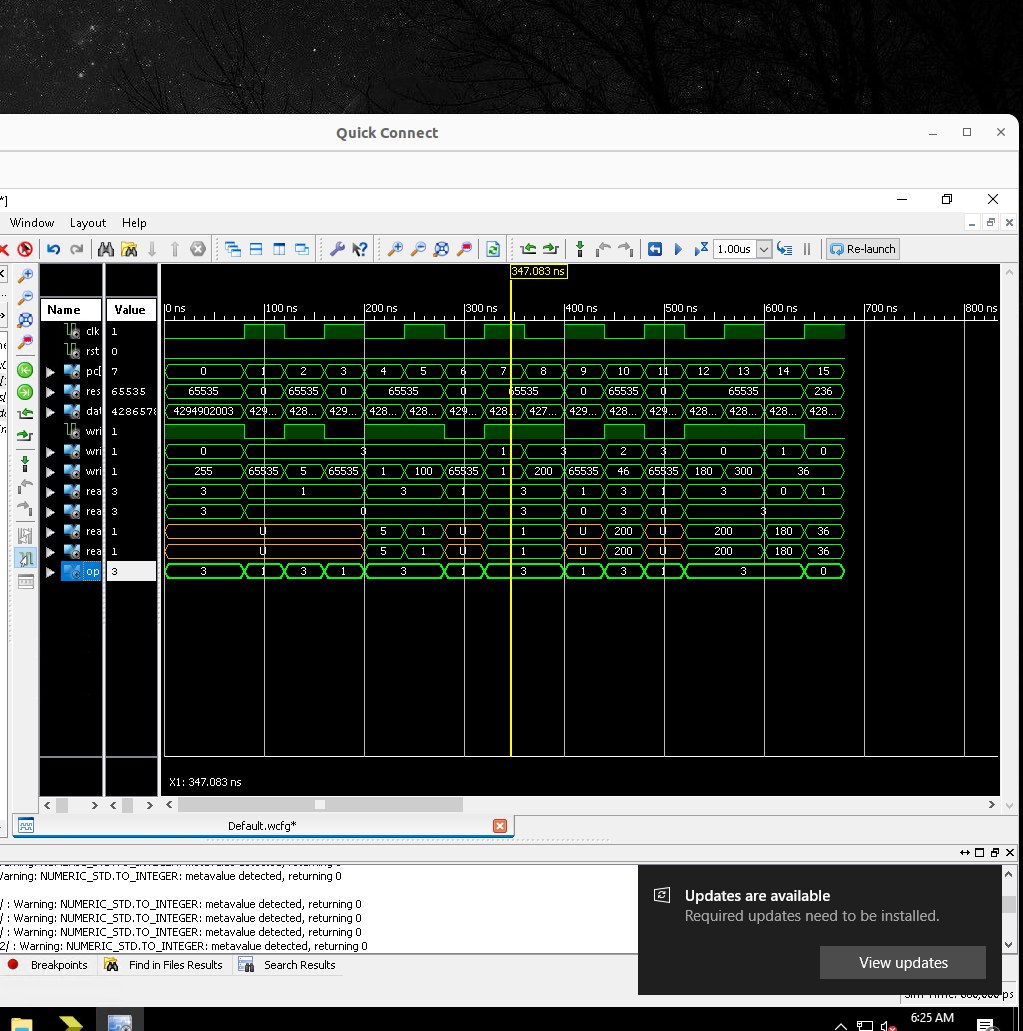 Quick Connect
*]
Window Layout Help
1.00us Re-launch
347.083 ns
Name Value
0 ns 100 ns 200 ns 300 ns 400 ns 500 ns 600 ns 700 ns 800 ns
clk 1
rst 0
pc[ 7 0 1 2 3 4 5 6 7 8 9 10 11 12 13 14 15
res 65535 65535 0 65535 0 65535 0 65535 0 65535 0 65535 236
dat 4286578 4294902003 429... 428... 429... 428... 428... 429... 428... 427... 429... 428... 429... 428... 428... 428... 428...
wri 1
wri 1 0 3 1 3 2 3 0 1 0
wri 1 255 65535 5 65535 1 100 65535 1 200 65535 46 65535 180 300 36
rea 3 3 1 3 1 3 1 3 1 3 0 1
rea 3 3 0 3 0 3 0 3
rea 1 U 5 1 U 1 U 200 U 200 180 36
rea 1 U 5 1 U 1 U 200 U 200 180 36
op 3 3 1 3 1 3 1 3 1 3 1 3 0
X1: 347.083 ns
Default.wcfg*
Warning: NUMERIC_STD.TO_INTEGER: metavalue detected, returning 0
/ : Warning: NUMERIC_STD.TO_INTEGER: metavalue detected, returning 0
/ : Warning: NUMERIC_STD.TO_INTEGER: metavalue detected, returning 0
/ : Warning: NUMERIC_STD.TO_INTEGER: metavalue detected, returning 0
2/ : Warning: NUMERIC_STD.TO_INTEGER: metavalue detected, returning 0
Breakpoints Find in Files Results Search Results
Updates are available
Required updates need to be installed.
View updates
6:25 AM